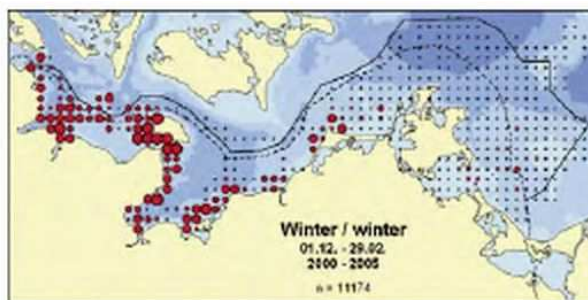 Winter / winter
01.12. - 29.02.
2000 - 2005
n = 11174